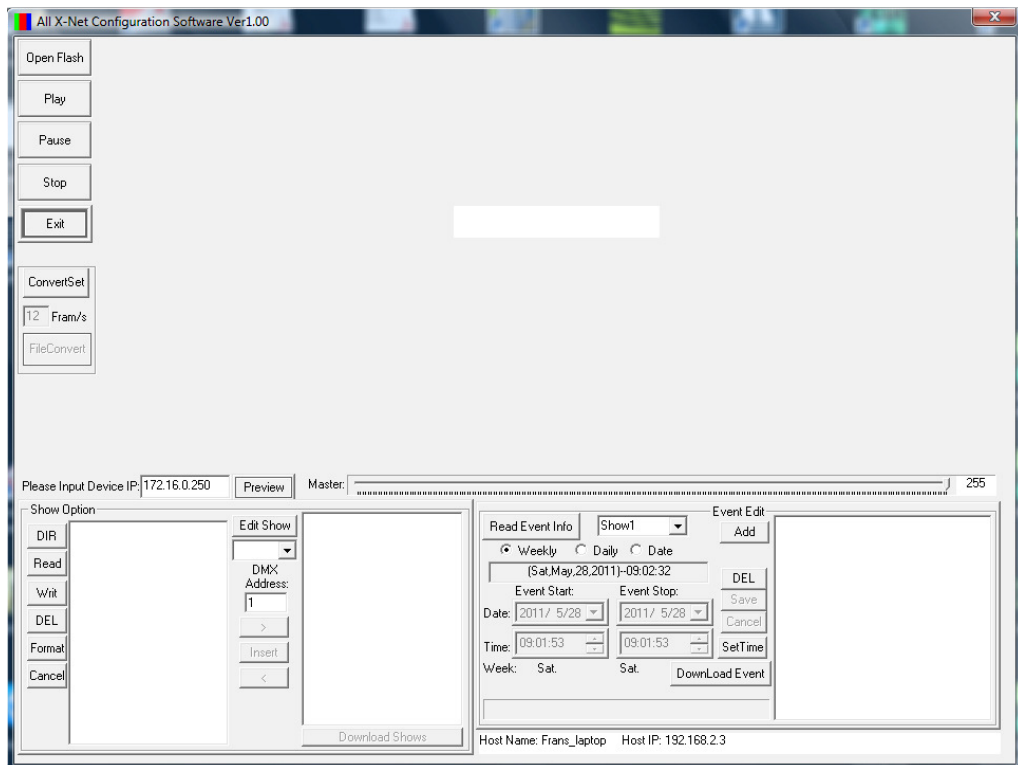 All X-Net Configuration Software Ver1.00
Open Flash
Play
Pause
Stop
Exit
ConvertSet
12 Fram/s
FileConvert
Please Input Device IP: 172.16.0.250 Preview Master: 255
Show Option
DIR
Read
Writ
DEL
Format
Cancel
Edit Show
DMX
Address:
1
>
Insert
<
Download Shows
Event Edit
Read Event Info Show1 Add
Weekly Daily Date
(Sat,May,28,2011)--09:02:32
DEL
Save
Cancel
SetTime
Event Start: Event Stop:
Date: 2011/ 5/28 2011/ 5/28
Time: 09:01:53 09:01:53
Week: Sat. Sat. DownLoad Event
Host Name: Frans_laptop Host IP: 192.168.2.3